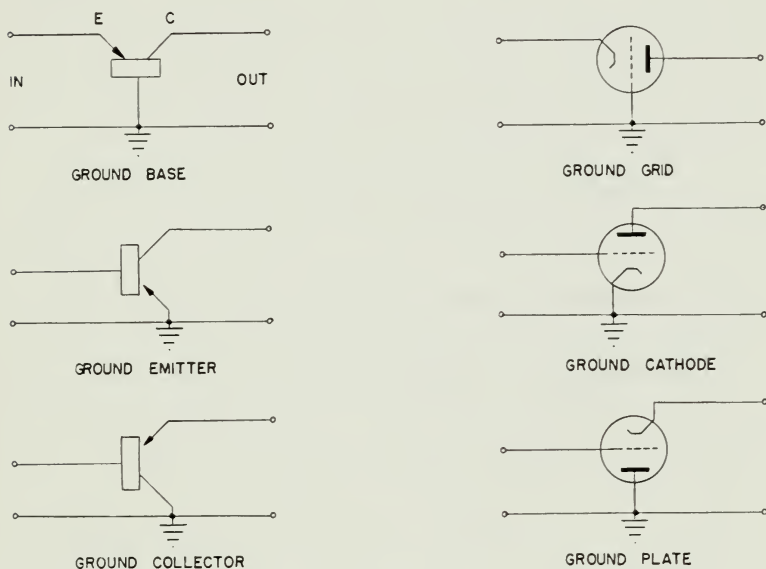 E C
IN OUT
GROUND BASE
GROUND GRID
GROUND EMITTER
GROUND CATHODE
GROUND COLLECTOR
GROUND PLATE